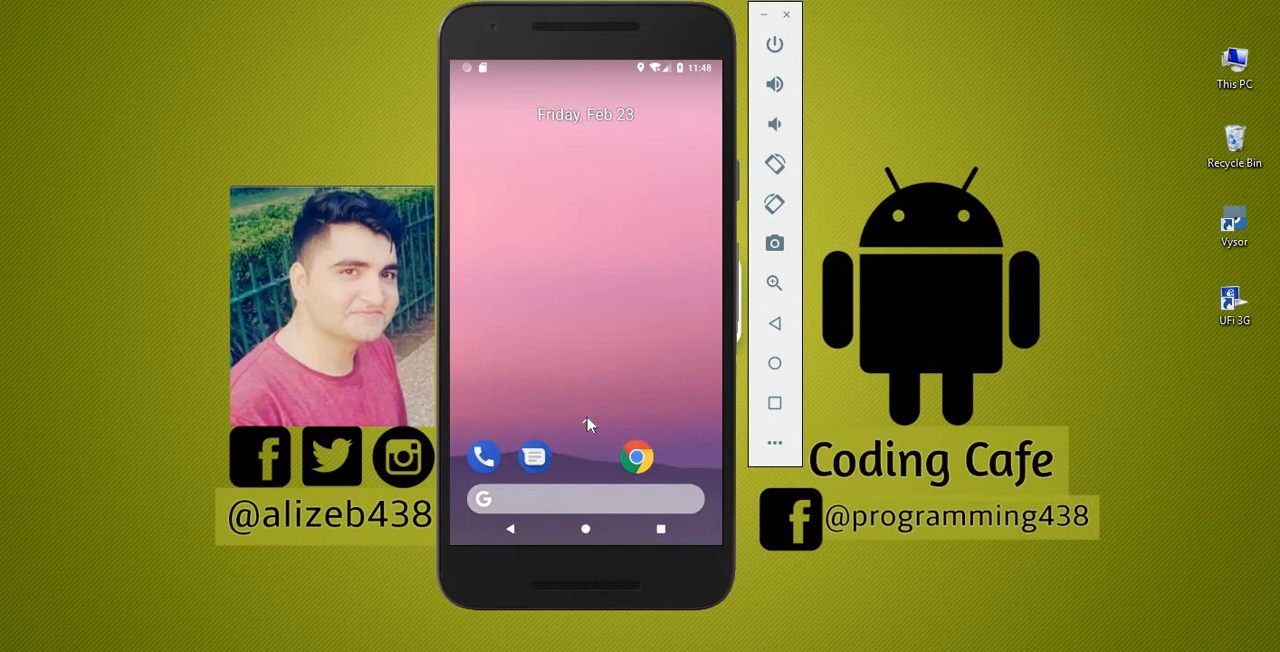 11:48
Friday, Feb 23
This PC
Recycle Bin
Vysor
UFi 3G
Coding Cafe
@alizeb438
@programming438